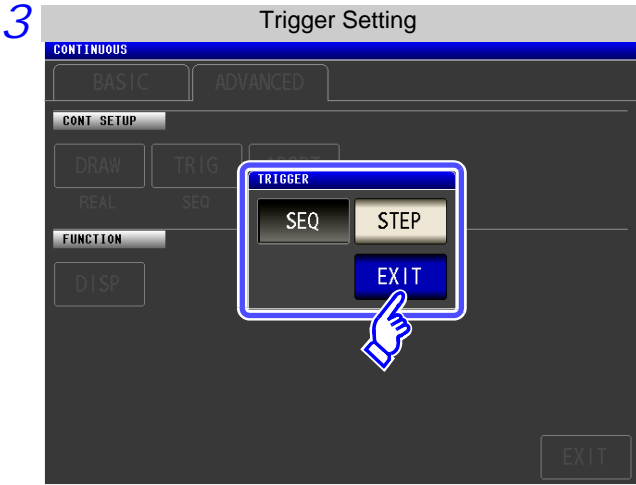 3 Trigger Setting
CONTINUOUS
BASIC ADVANCED
CONT SETUP
DRAW TRIG ABORT
REAL SEQ
TRIGGER
SEQ STEP
FUNCTION
EXIT
DISP
EXIT